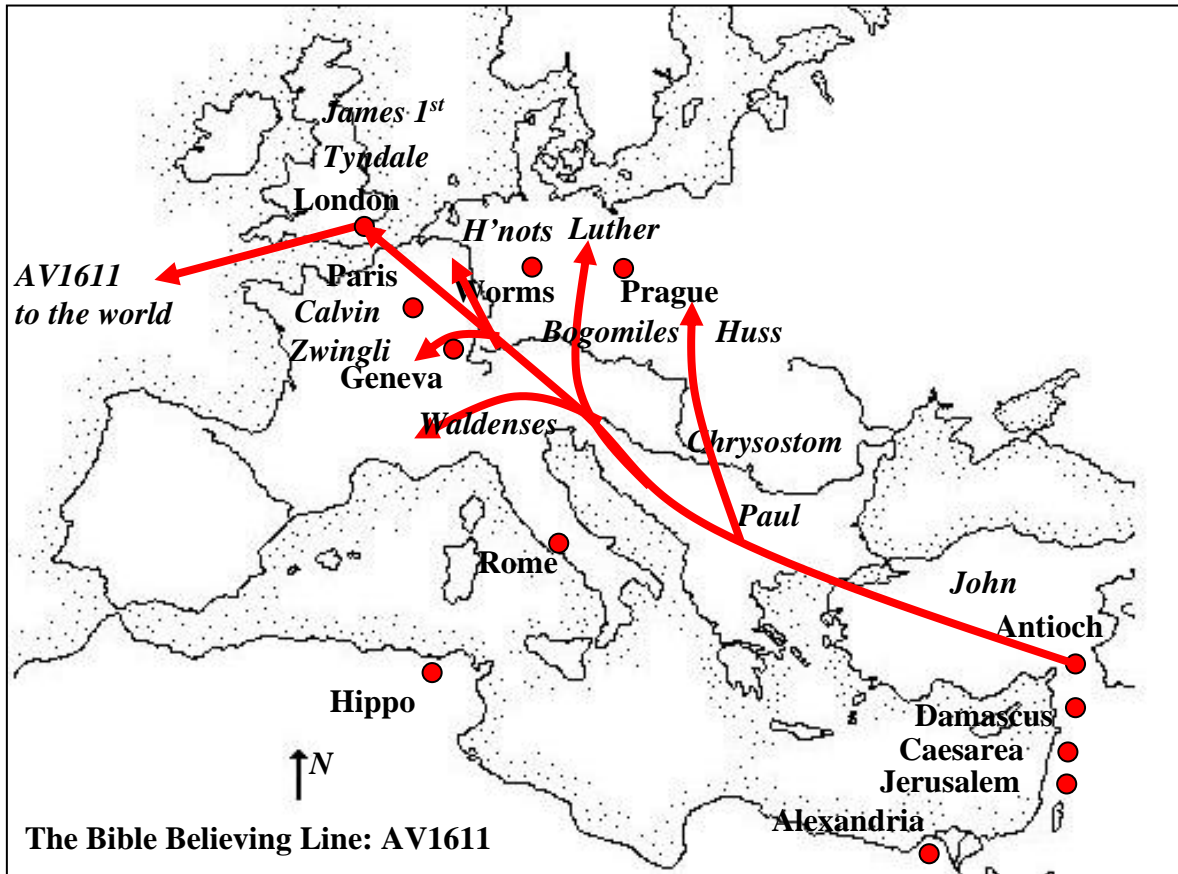 James 1st
Tyndale
London
H'nots
Luther
AV1611
to the world
Paris
Worms
Prague
Calvin
Bogomiles
Huss
Zwingli
Geneva
Waldenses
Chrysostom
Paul
Rome
John
Antioch
Hippo
Damascus
Caesarea
N
Jerusalem
Alexandria
The Bible Believing Line: AV1611